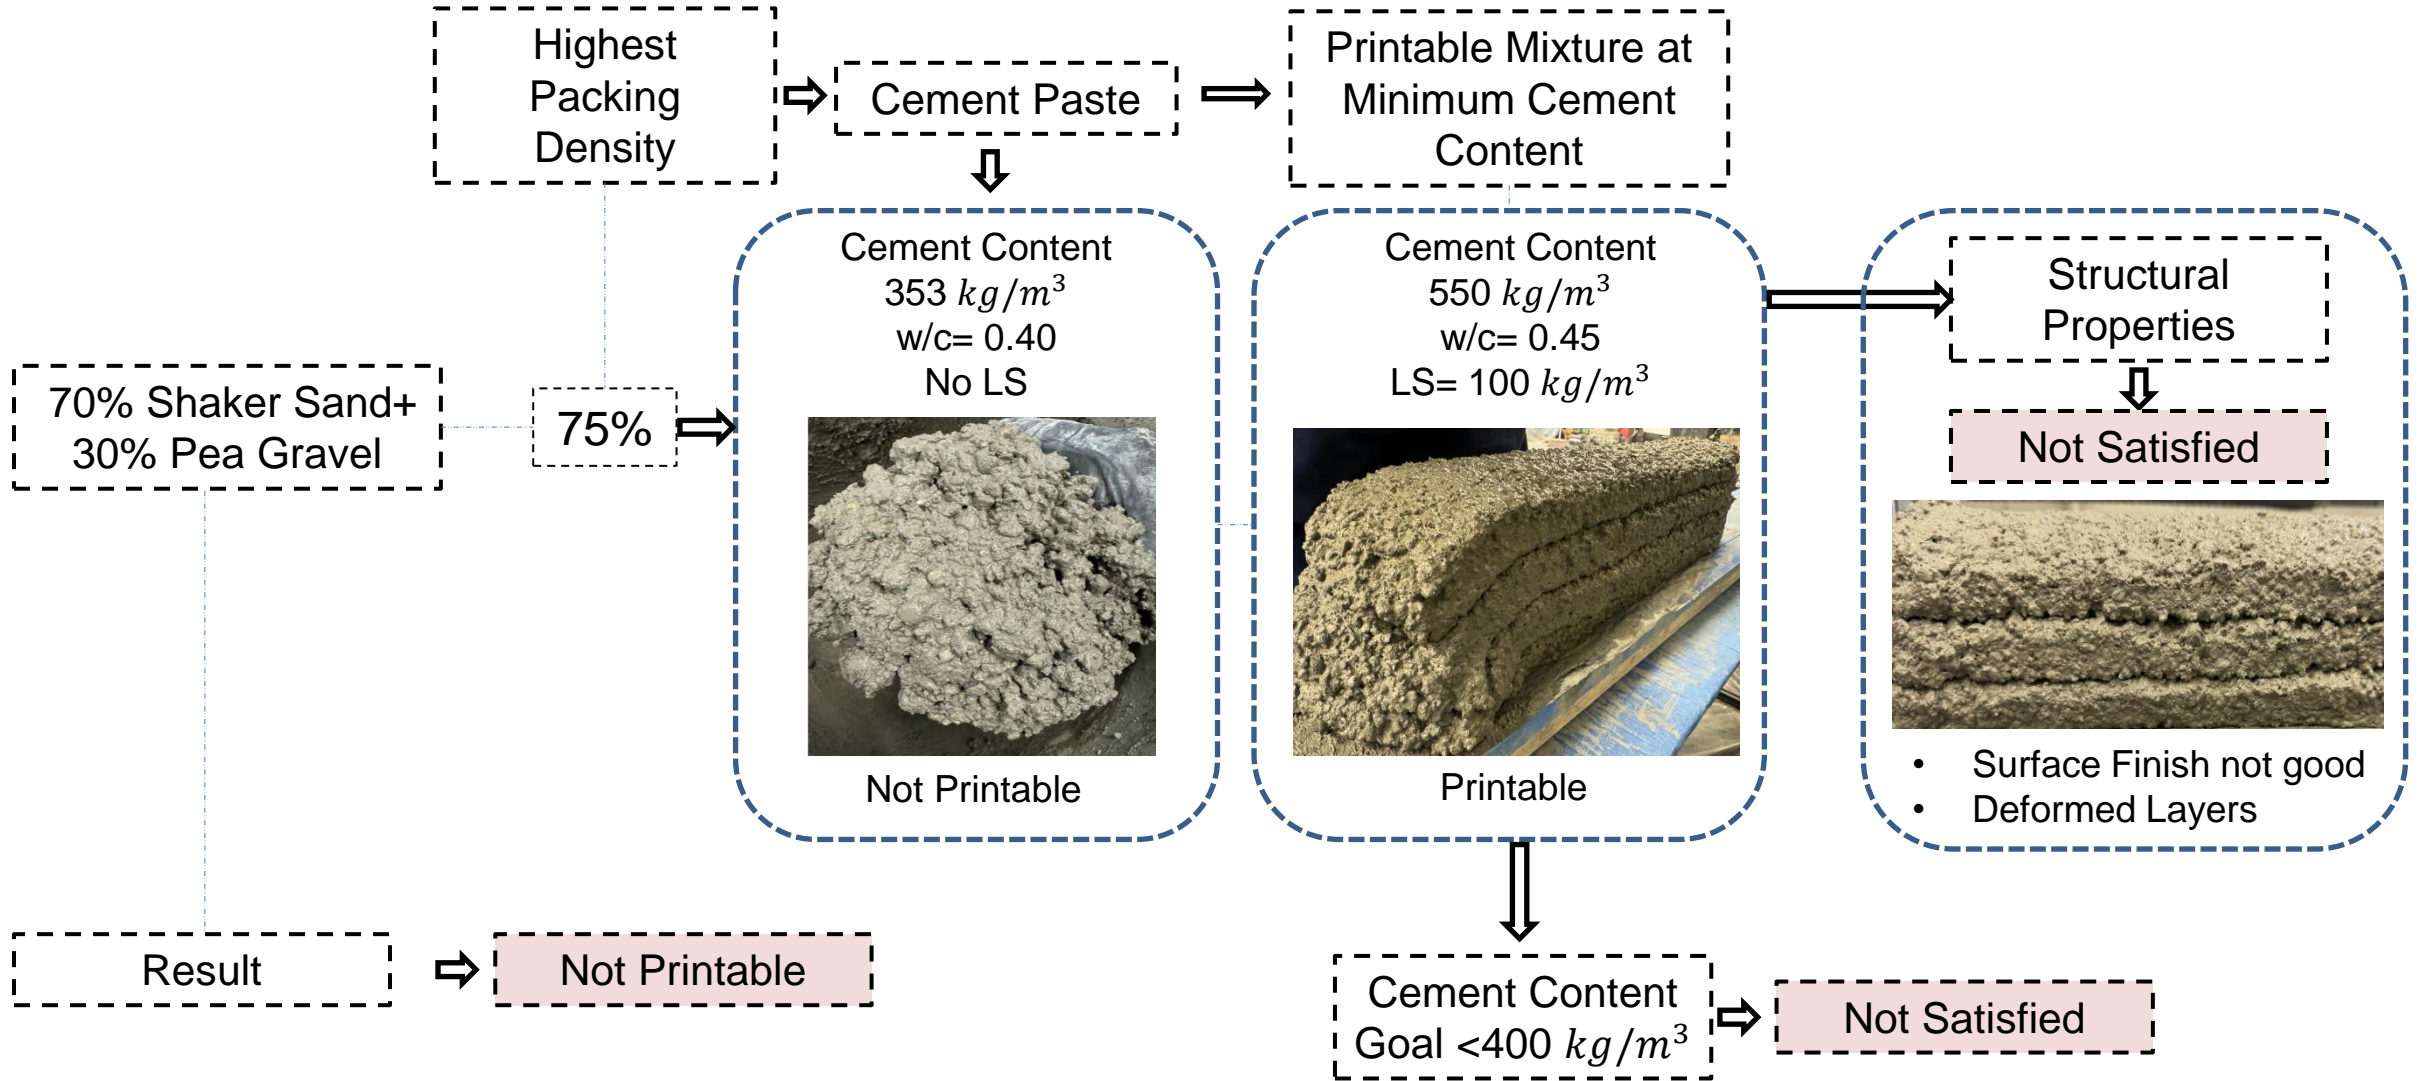 Highest
Packing
Density
Cement Paste
Printable Mixture at
Minimum Cement
Content
70% Shaker Sand+
30% Pea Gravel
75%
Cement Content
353 kg/m³
w/c= 0.40
No LS
Not Printable
Cement Content
550 kg/m³
w/c= 0.45
LS= 100 kg/m³
Printable
Structural
Properties
Not Satisfied
• Surface Finish not good
• Deformed Layers
Result
Not Printable
Cement Content
Goal <400 kg/m³
Not Satisfied